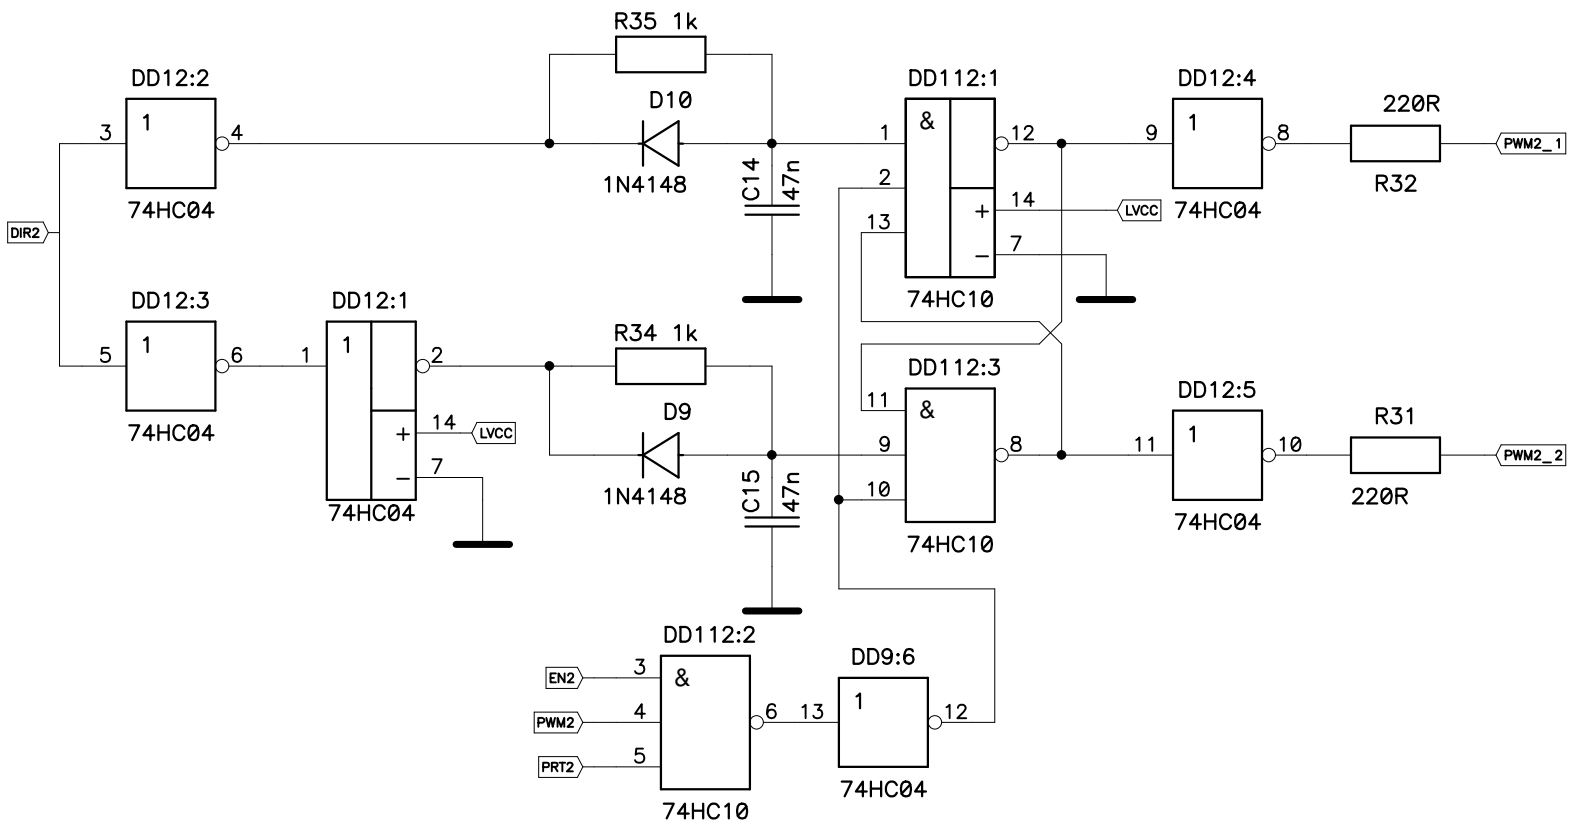 R35 1k
DD12:2
D10
DD112:1
DD12:4
220R
1
&
1
3
4
1
12
9
8
PWM2_1
1N4148
C14
47n
2
R32
74HC04
+
14
LVCC
74HC04
DIR2
13
−
7
DD12:3
DD12:1
74HC10
1
1
R34 1k
5
6
1
2
DD112:3
D9
11
&
DD12:5
R31
74HC04
+
14
LVCC
1
9
8
11
10
PWM2_2
−
7
1N4148
C15
47n
10
220R
74HC04
74HC04
74HC10
DD112:2
DD9:6
EN2
3
&
1
PWM2
4
6
13
12
PRT2
5
74HC04
74HC10